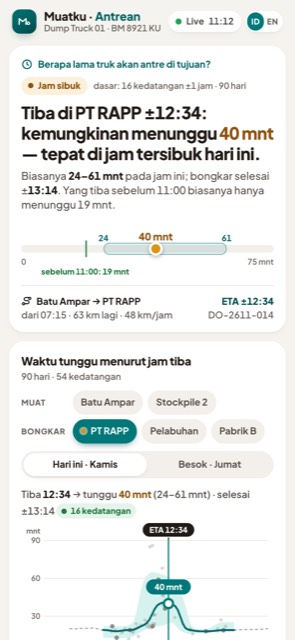 M
Muatku · Antrean
Dump Truck 01 · BM 8921 KU
Live 11:12
ID EN
Berapa lama truk akan antre di tujuan?
Jam sibuk dasar: 16 kedatangan ±1 jam · 90 hari
Tiba di PT RAPP ±12:34:
kemungkinan menunggu 40 mnt
— tepat di jam tersibuk hari ini.
Biasanya 24–61 mnt pada jam ini; bongkar selesai
±13:14. Yang tiba sebelum 11:00 biasanya hanya
menunggu 19 mnt.
24 40 mnt 61
0 75 mnt
sebelum 11:00: 19 mnt
Batu Ampar → PT RAPP ETA ±12:34
dari 07:15 · 63 km lagi · 48 km/jam DO-2611-014
Waktu tunggu menurut jam tiba
90 hari · 54 kedatangan
MUAT Batu Ampar Stockpile 2
BONGKAR PT RAPP Pelabuhan Pabrik B
Hari ini · Kamis Besok · Jumat
Tiba 12:34 → tunggu 40 mnt (24–61 mnt) · selesai
±13:14 16 kedatangan
mnt ETA 12:34
90
60
40 mnt
30